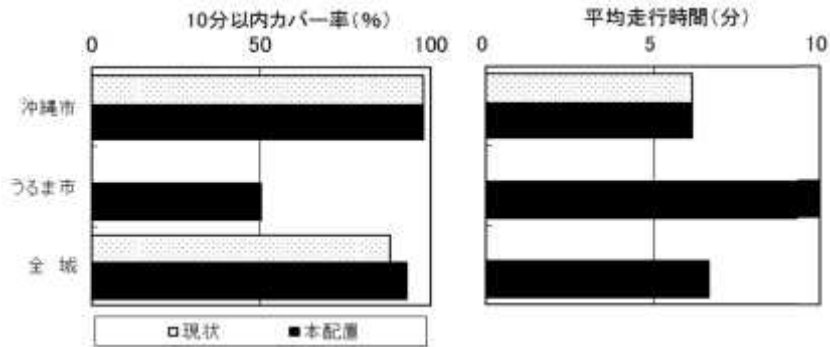 10分以内カバー率(%)
0 50 100
平均走行時間(分)
0 5 10
沖縄市
うるま市
全 城
□現状 ■本配置